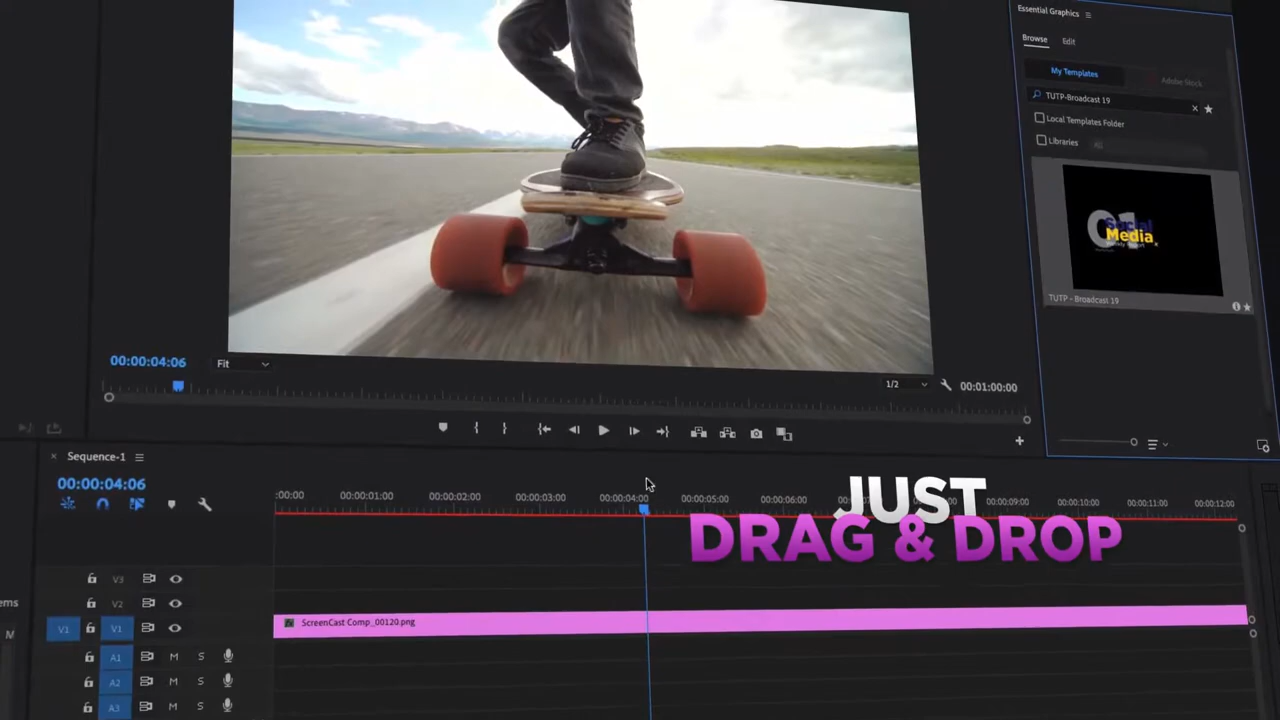 Essential Graphics
Browse
Edit
My Templates
Adobe Stock
TUTP-Broadcast 19
Local Templates Folder
Libraries
All
01
Social
Media
TUTP - Broadcast 19
00:00:04:06
Fit
1/2
00:01:00:00
× Sequence-1
00:00:04:06
:00:00
00:00:01:00
00:00:02:00
00:00:03:00
00:00:04:00
00:00:05:00
00:00:06:00
00:00:09:00
00:00:10:00
00:00:11:00
00:00:12:00
JUST
DRAG & DROP
V3
V2
V1 V1
fx ScreenCast Comp_00120.png
A1 M S
A2 M S
A3 M S
ems
M